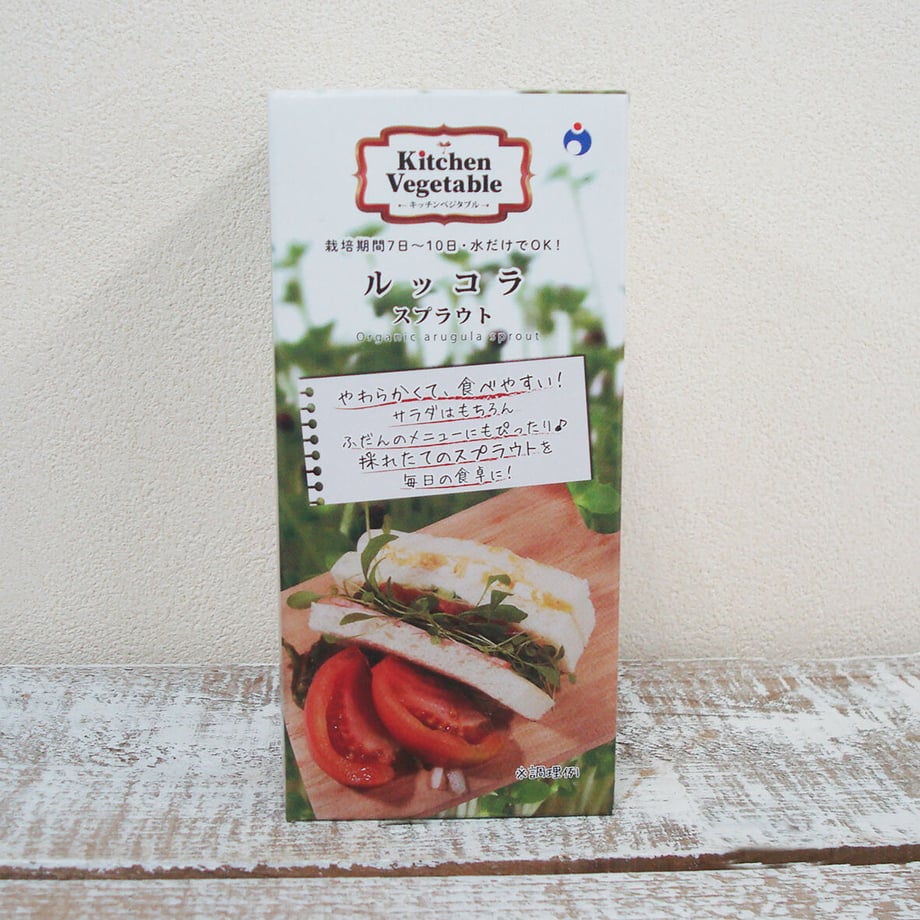 Kitchen
Vegetable
キッチンベジタブル
栽培期間7日〜10日・水だけでOK!
ルッコラ
スプラウト
Organic arugula sprout
やわらかくて、食べやすい!
サラダはもちろん
ふだんのメニューにもぴったり♪
採れたてのスプラウトを
毎日の食卓に!
※調理例